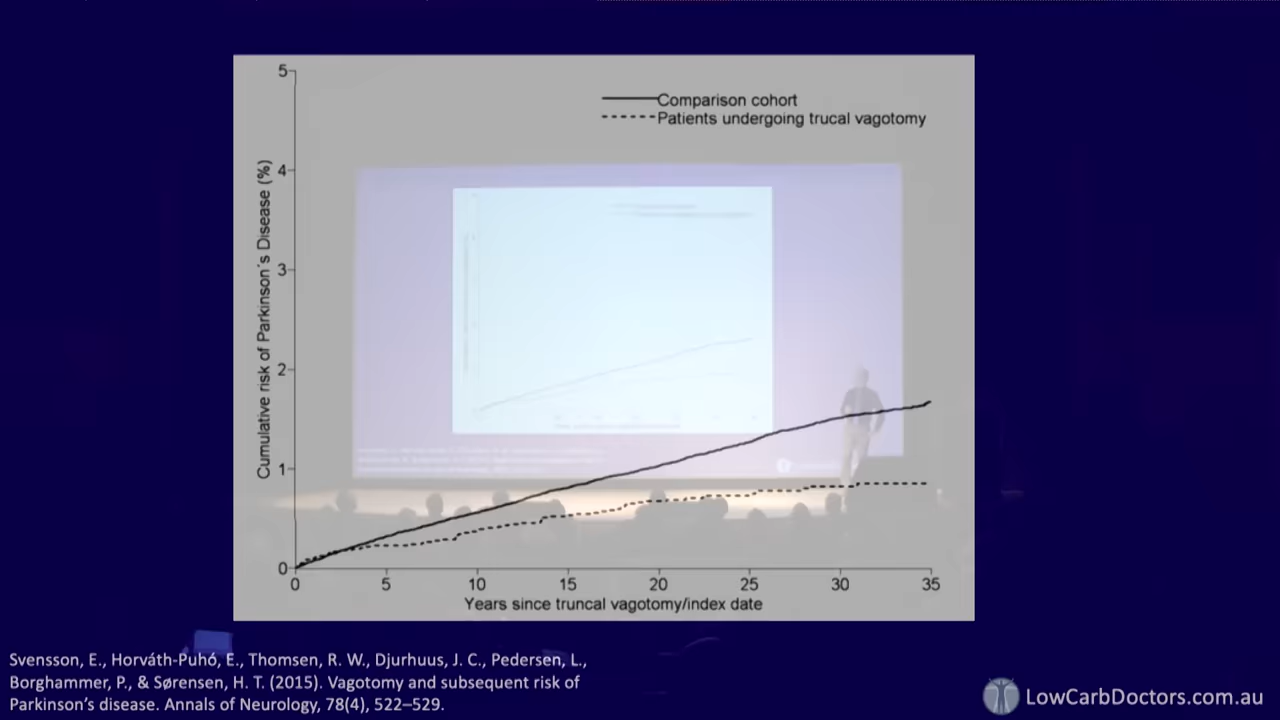 5
Comparison cohort
Patients undergoing trucal vagotomy
4
3
2
1
0
Cumulative risk of Parkinson´s Disease (%)
0 5 10 15 20 25 30 35
Years since truncal vagotomy/index date
Svensson, E., Horváth-Puhó, E., Thomsen, R. W., Djurhuus, J. C., Pedersen, L.,
Borghammer, P., & Sørensen, H. T. (2015). Vagotomy and subsequent risk of
Parkinson’s disease. Annals of Neurology, 78(4), 522–529.
LowCarbDoctors.com.au